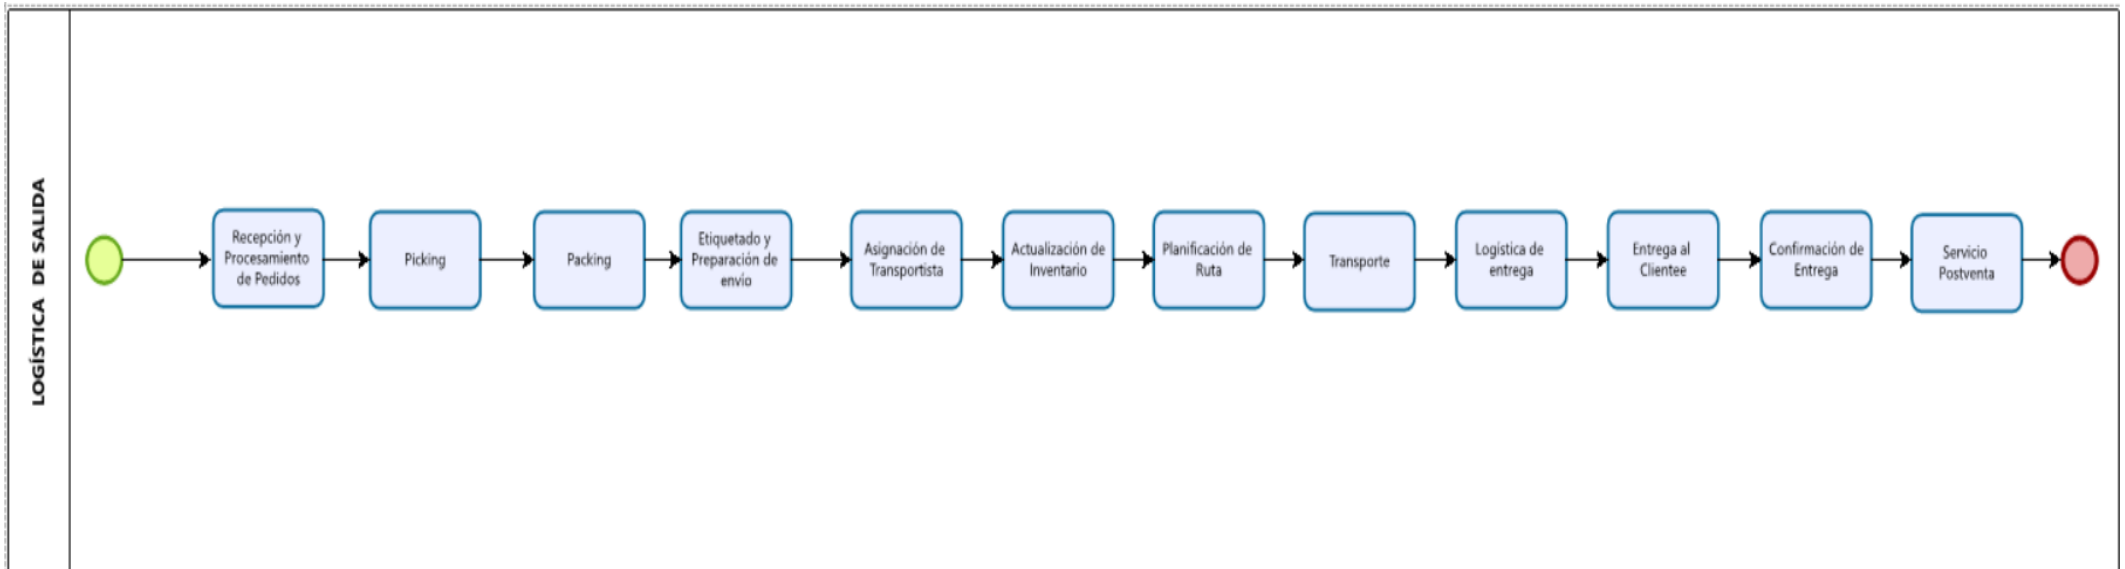 LOGÍSTICA DE SALIDA
Recepción y
Procesamiento
de Pedidos
Picking
Packing
Etiquetado y
Preparación de
envío
Asignación de
Transportista
Actualización de
Inventario
Planificación de
Ruta
Transporte
Logística de
entrega
Entrega al
Clientee
Confirmación de
Entrega
Servicio
Postventa